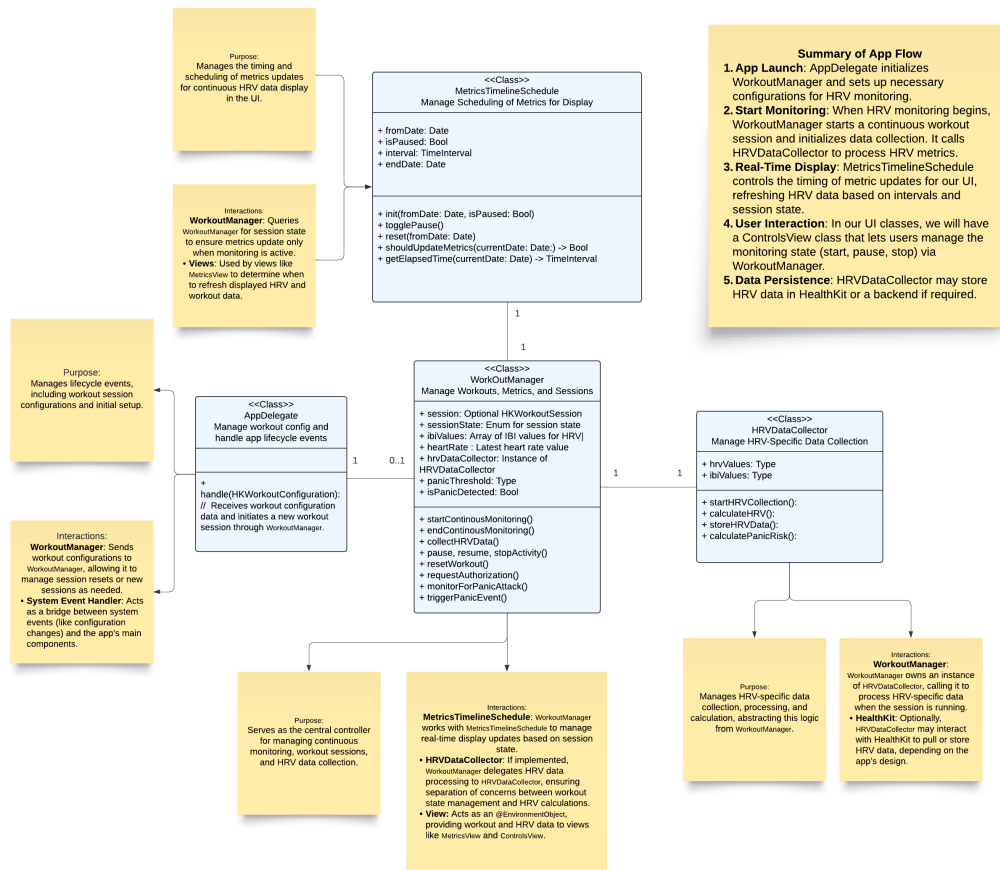 Purpose:
Manages the timing and
scheduling of metrics updates
for continuous HRV data display
in the UI.
Interactions:
WorkoutManager: Queries
WorkoutManager for session state
to ensure metrics update only
when monitoring is active.
• Views: Used by views like
MetricsView to determine when
to refresh displayed HRV and
workout data.
<<Class>>
MetricsTimelineSchedule
Manage Scheduling of Metrics for Display
+ fromDate: Date
+ isPaused: Bool
+ interval: TimeInterval
+ endDate: Date
+ init(fromDate: Date, isPaused: Bool)
+ togglePause()
+ reset(fromDate: Date)
+ shouldUpdateMetrics(currentDate: Date:) -> Bool
+ getElapsedTime(currentDate: Date) -> TimeInterval
Summary of App Flow
1. App Launch: AppDelegate initializes
WorkoutManager and sets up necessary
configurations for HRV monitoring.
2. Start Monitoring: When HRV monitoring begins,
WorkoutManager starts a continuous workout
session and initializes data collection. It calls
HRVDataCollector to process HRV metrics.
3. Real-Time Display: MetricsTimelineSchedule
controls the timing of metric updates for our UI,
refreshing HRV data based on intervals and
session state.
4. User Interaction: In our UI classes, we will have
a ControlsView class that lets users manage the
monitoring state (start, pause, stop) via
WorkoutManager.
5. Data Persistence: HRVDataCollector may store
HRV data in HealthKit or a backend if required.
1
1
Purpose:
Manages lifecycle events,
including workout session
configurations and initial setup.
Interactions:
WorkoutManager: Sends
workout configurations to
WorkoutManager, allowing it to
manage session resets or new
sessions as needed.
• System Event Handler: Acts
as a bridge between system
events (like configuration
changes) and the app's main
components.
<<Class>>
AppDelegate
Manage workout config and
handle app lifecycle events
+
handle(HKWorkoutConfiguration):
// Receives workout configuration
data and initiates a new workout
session through WorkoutManager.
1
0..1
<<Class>>
WorkOutManager
Manage Workouts, Metrics, and Sessions
+ session: Optional HKWorkoutSession
+ sessionState: Enum for session state
+ ibiValues: Array of IBI values for HRV|
+ heartRate : Latest heart rate value
+ hrvDataCollector: Instance of
HRVDataCollector
+ panicThreshold: Type
+ isPanicDetected: Bool
+ startContinousMonitoring()
+ endContinousMonitoring()
+ collectHRVData()
+ pause, resume, stopActivity()
+ resetWorkout()
+ requestAuthorization()
+ monitorForPanicAttack()
+ triggerPanicEvent()
1
1
<<Class>>
HRVDataCollector
Manage HRV-Specific Data Collection
+ hrvValues: Type
+ ibiValues: Type
+ startHRVCollection():
+ calculateHRV():
+ storeHRVData():
+ calculatePanicRisk():
Purpose:
Serves as the central controller
for managing continuous
monitoring, workout sessions,
and HRV data collection.
Interactions:
MetricsTimelineSchedule: WorkoutManager
works with MetricsTimelineSchedule to manage
real-time display updates based on session
state.
• HRVDataCollector: If implemented,
WorkoutManager delegates HRV data
processing to HRVDataCollector, ensuring
separation of concerns between workout
state management and HRV calculations.
• View: Acts as an @EnvironmentObject,
providing workout and HRV data to views
like MetricsView and ControlsView.
Purpose:
Manages HRV-specific data
collection, processing, and
calculation, abstracting this logic
from WorkoutManager.
Interactions:
WorkoutManager:
WorkoutManager owns an instance
of HRVDataCollector, calling it to
process HRV-specific data
when the session is running.
• HealthKit: Optionally,
HRVDataCollector may
interact with HealthKit to pull or store
HRV data, depending on the
app's design.